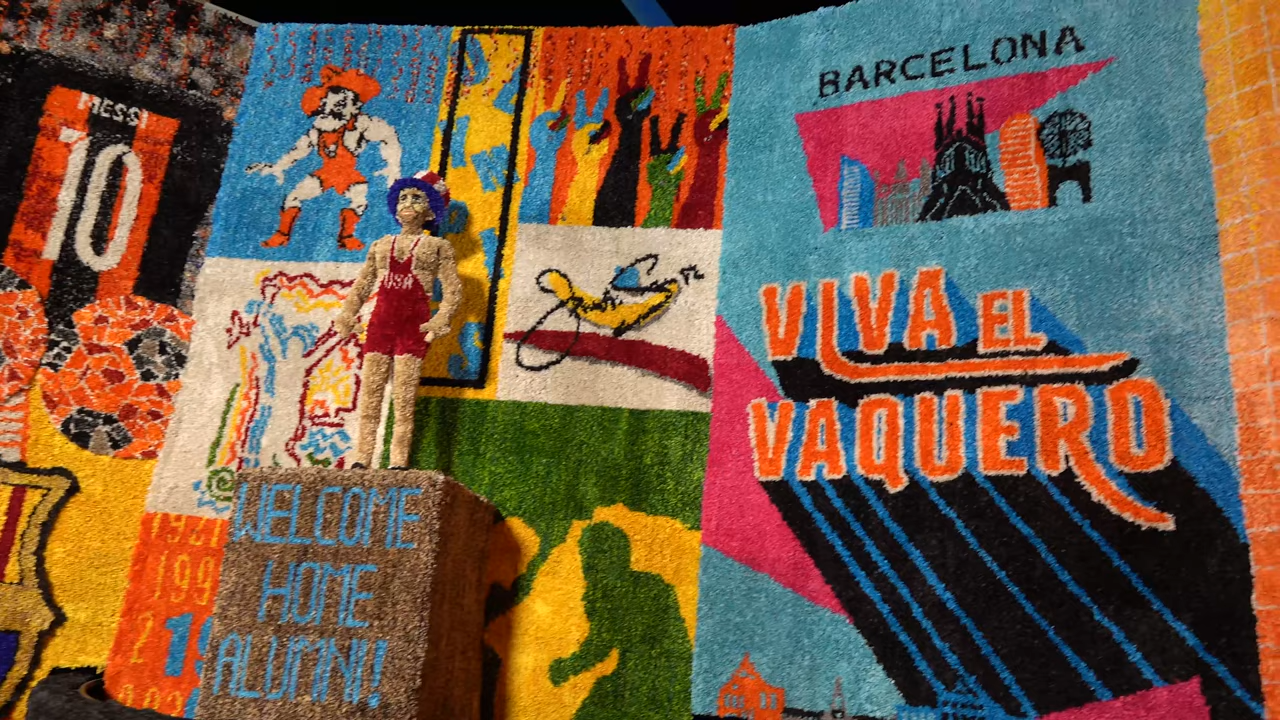 MESSI
10
USA
BARCELONA
VIVA EL
VAQUERO
WELCOME
HOME
ALUMNI!